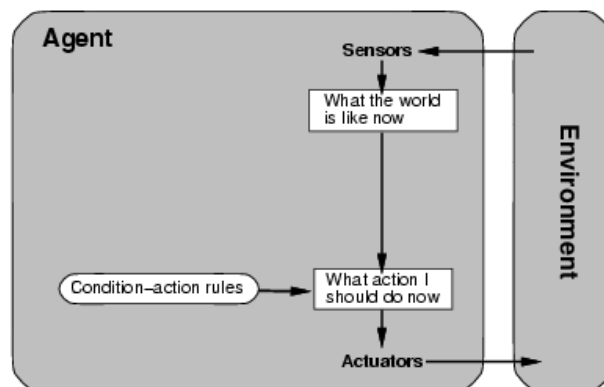 Agent
Sensors
What the world
is like now
Environment
Condition–action rules
What action I
should do now
Actuators